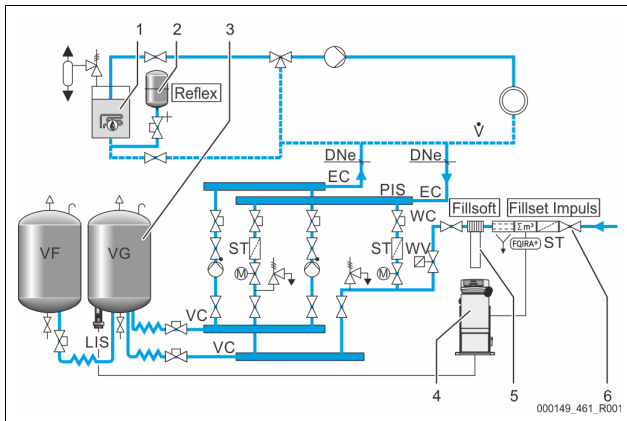 1 2 3
Reflex
V̇
DNe DNe
EC PIS EC
WC Fillsoft Fillset Impuls
VF VG ST ST WV Σm³
FQIRA+ ST
M M
VC
LIS VC
4 5 6
000149_461_R001